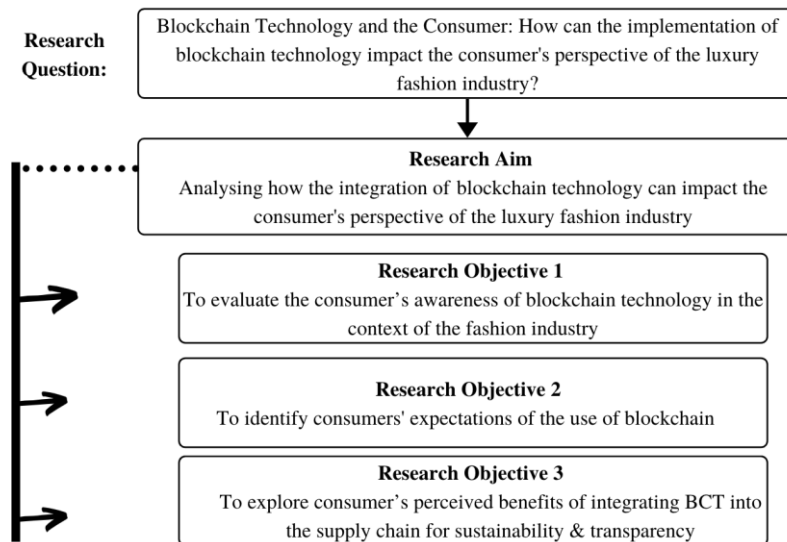 Research
Question:
Blockchain Technology and the Consumer: How can the implementation of
blockchain technology impact the consumer's perspective of the luxury
fashion industry?
Research Aim
Analysing how the integration of blockchain technology can impact the
consumer's perspective of the luxury fashion industry
Research Objective 1
To evaluate the consumer’s awareness of blockchain technology in the
context of the fashion industry
Research Objective 2
To identify consumers' expectations of the use of blockchain
Research Objective 3
To explore consumer’s perceived benefits of integrating BCT into
the supply chain for sustainability & transparency